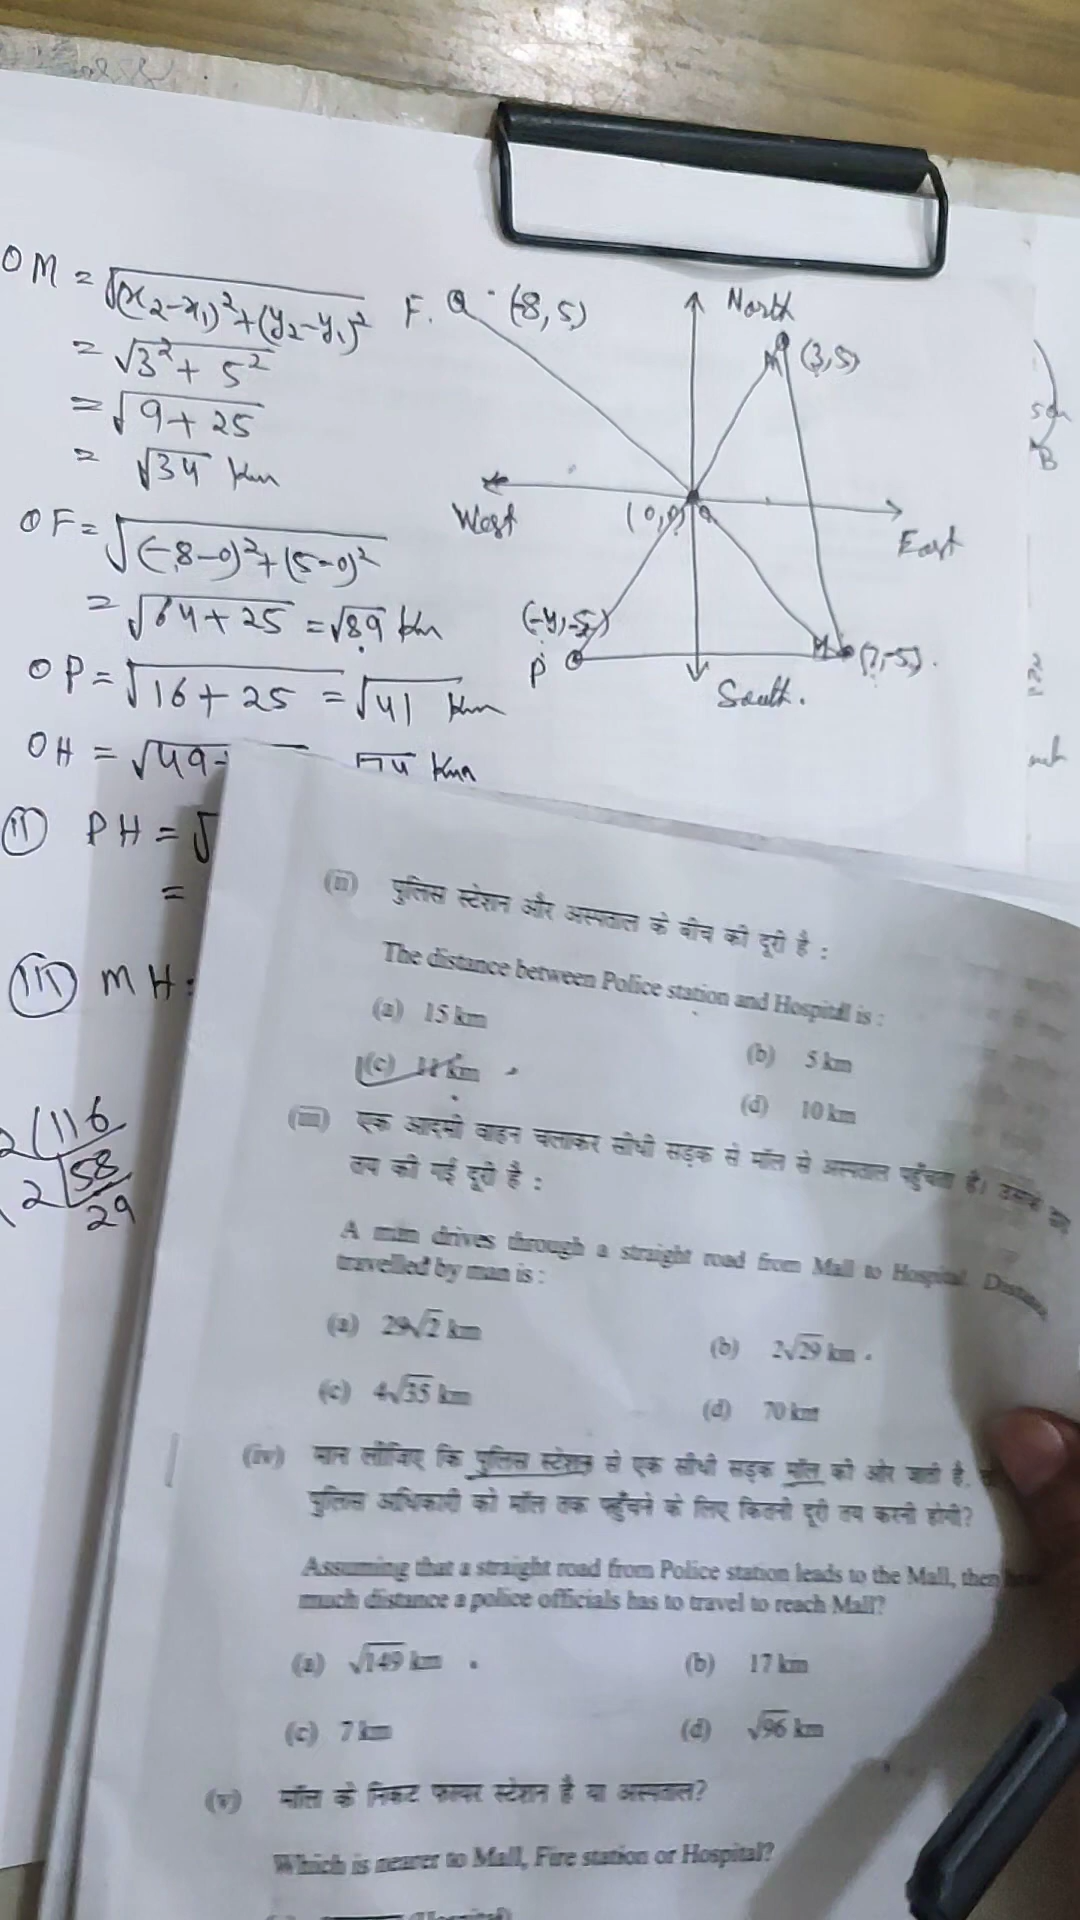 OM = √(x₂-x₁)²+(y₂-y₁)²
= √3²+ 5²
= √9+ 25
= √34 km
OF= √(-8-0)²+(5-0)²
= √64+ 25 = √89 km
OP= √16+ 25 = √41 km
OH = √49
km
(ii) PH = √
=
(iii) MH
2 116
2 58
29
F. (-8, 5)
North
M (3, 5)
West
(0,0)
East
P
South.
(ii) पुलिस स्टेशन और अस्पताल के बीच की दूरी है :
The distance between Police station and Hospital is :
(a) 15 km
(b) 5 km
(c) 11 km
(d) 10 km
(iii) एक आदमी वाहन चलाकर सीधी सड़क से मॉल से अस्पताल पहुँचता है। उसके द्वारा
तय की गई दूरी है :
A man drives through a straight road from Mall to Hospital. Distance
travelled by man is :
(a) 29√2 km
(b) 2√29 km
(c) 4√35 km
(d) 70 km
(iv) मान लीजिए कि पुलिस स्टेशन से एक सीधी सड़क मॉल की ओर जाती है,
पुलिस अधिकारी को मॉल तक पहुँचने के लिए कितनी दूरी तय करनी होगी?
Assuming that a straight road from Police station leads to the Mall, then how
much distance a police officials has to travel to reach Mall?
(a) √149 km
(b) 17 km
(c) 7 km
(d) √96 km
(v) मॉल के निकट फायर स्टेशन है या अस्पताल?
Which is nearer to Mall, Fire station or Hospital?